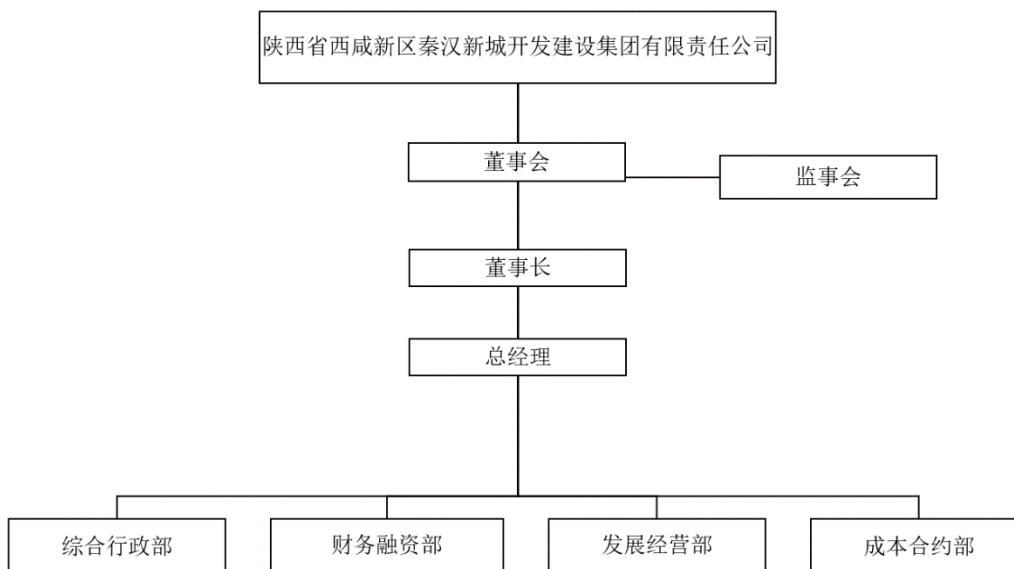 陕西省西咸新区秦汉新城开发建设集团有限责任公司
董事会
监事会
董事长
总经理
综合行政部
财务融资部
发展经营部
成本合约部